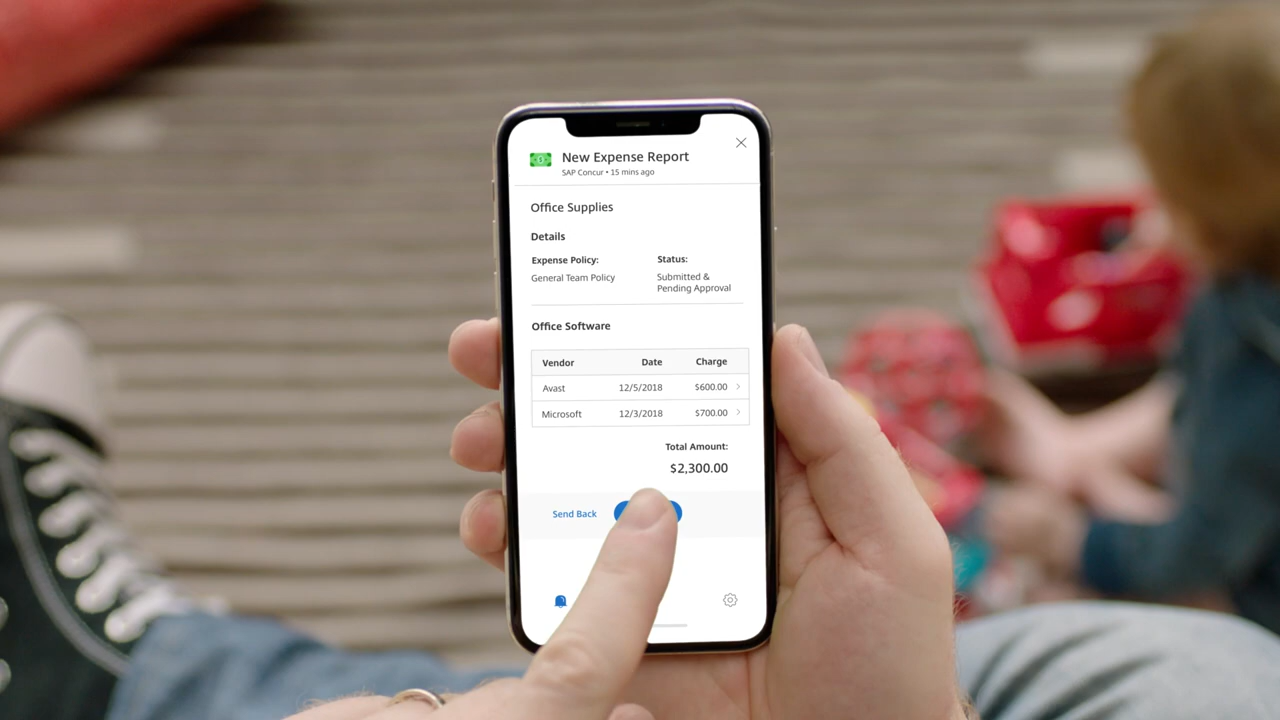 New Expense Report
SAP Concur • 15 mins ago
Office Supplies
Details
Expense Policy: Status:
General Team Policy Submitted &
Pending Approval
Office Software
Vendor Date Charge
Avast 12/5/2018 $600.00
Microsoft 12/3/2018 $700.00
Total Amount:
$2,300.00
Send Back